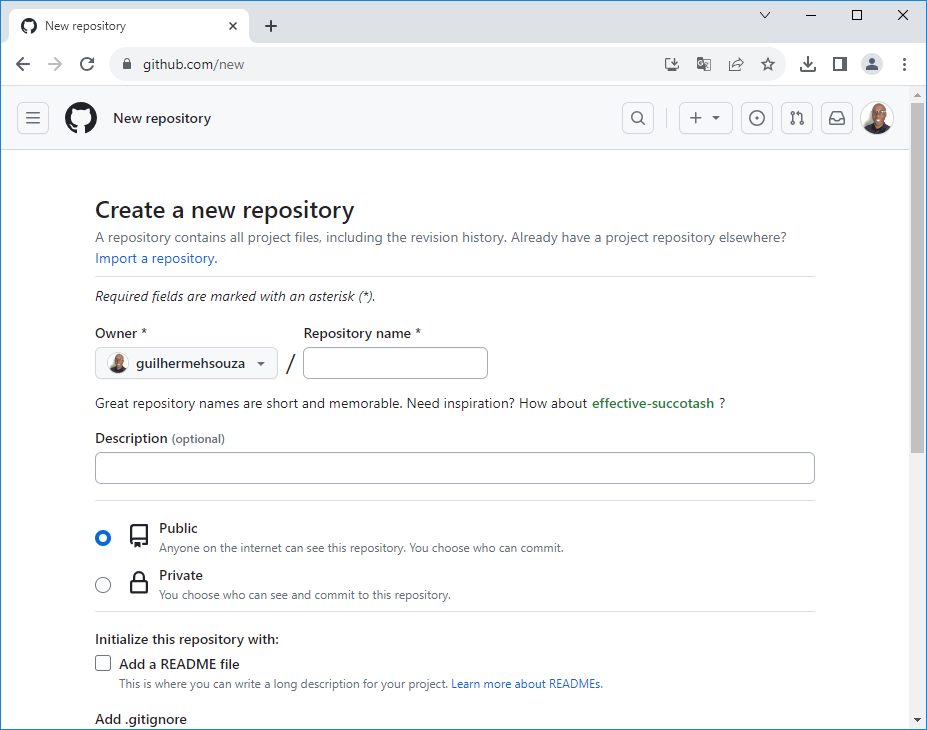 New repository
github.com/new
New repository
Create a new repository
A repository contains all project files, including the revision history. Already have a project repository elsewhere?
Import a repository.
Required fields are marked with an asterisk (*).
Owner * Repository name *
guilhermehsouza /
Great repository names are short and memorable. Need inspiration? How about effective-succotash ?
Description (optional)
Public
Anyone on the internet can see this repository. You choose who can commit.
Private
You choose who can see and commit to this repository.
Initialize this repository with:
Add a README file
This is where you can write a long description for your project. Learn more about READMEs.
Add .gitignore